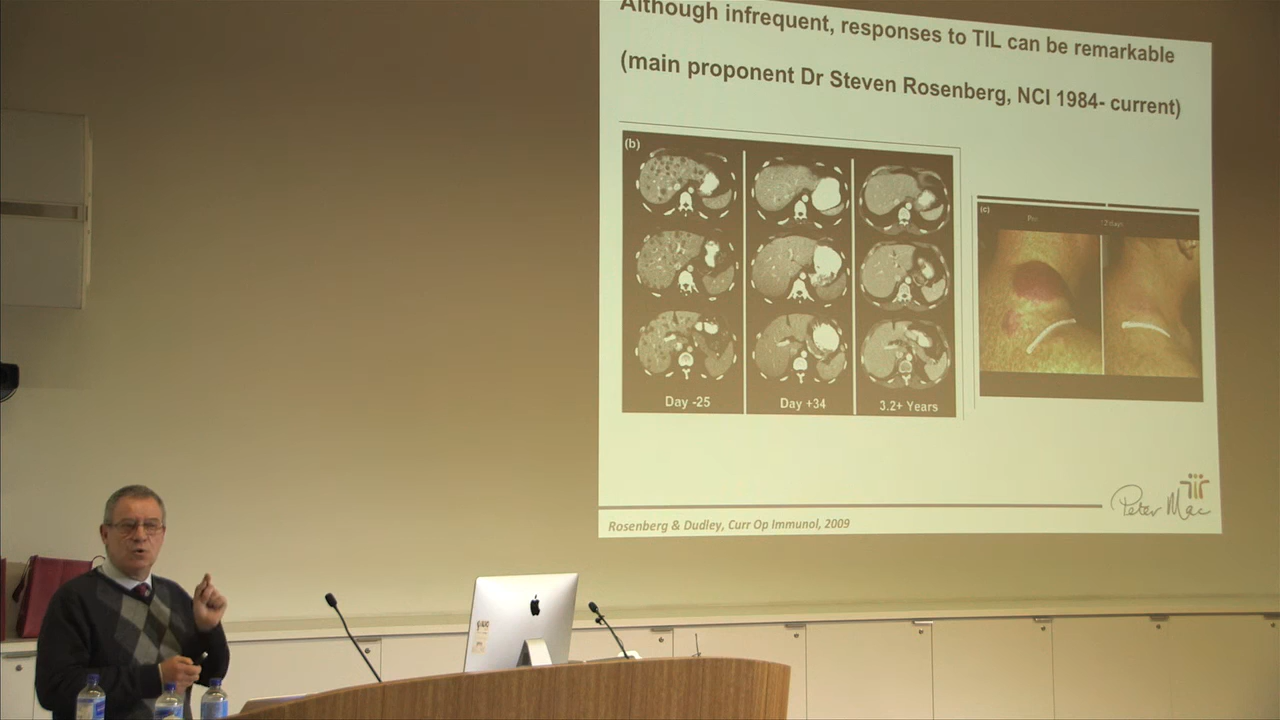 Although infrequent, responses to TIL can be remarkable
(main proponent Dr Steven Rosenberg, NCI 1984- current)
(b)
Day -25
Day +34
3.2+ Years
(c)
Peter Mac
Rosenberg & Dudley, Curr Op Immunol, 2009